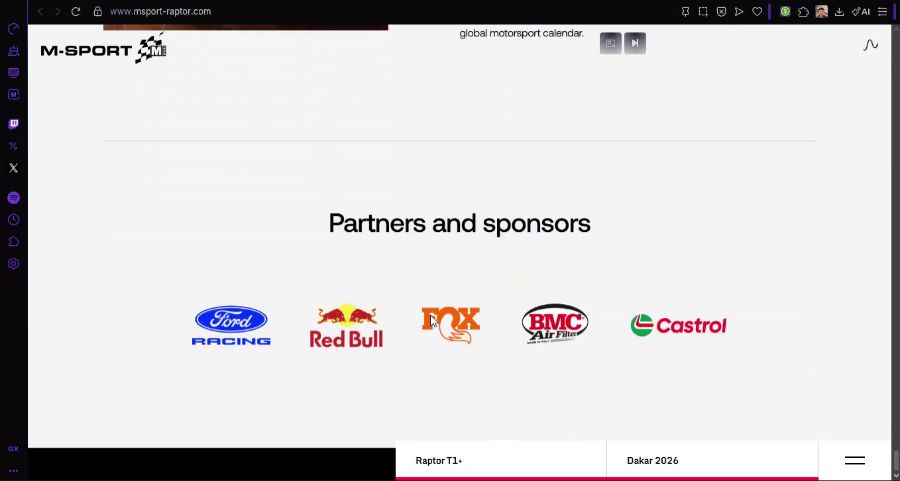 www.msport-raptor.com
AI
M-SPORT
M
global motorsport calendar.
Partners and sponsors
Ford
RACING
Red Bull
FOX
BMC
Air Filter
Castrol
Raptor T1+
Dakar 2026